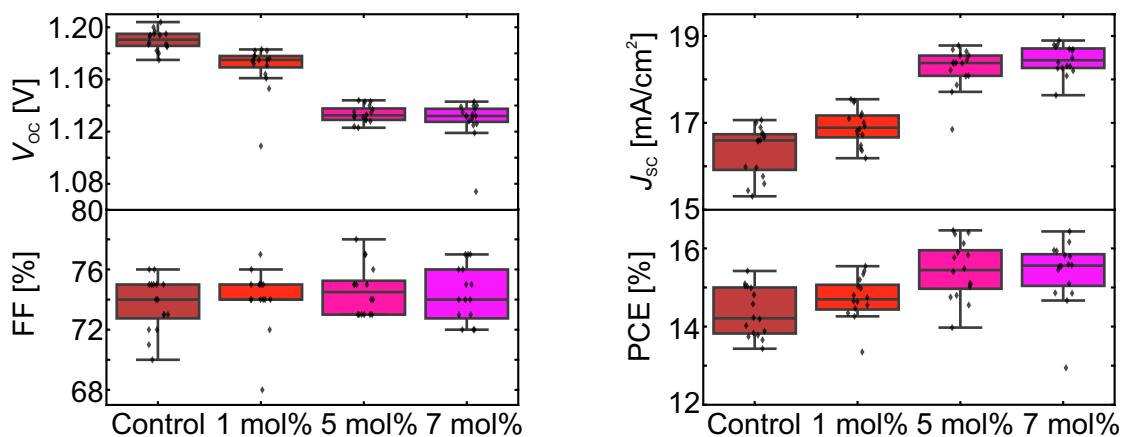 V_OC [V]
1.20
1.16
1.12
1.08
FF [%]
80
76
72
68
Control 1 mol% 5 mol% 7 mol%
J_SC [mA/cm²]
19
17
15
PCE [%]
16
14
12
Control 1 mol% 5 mol% 7 mol%